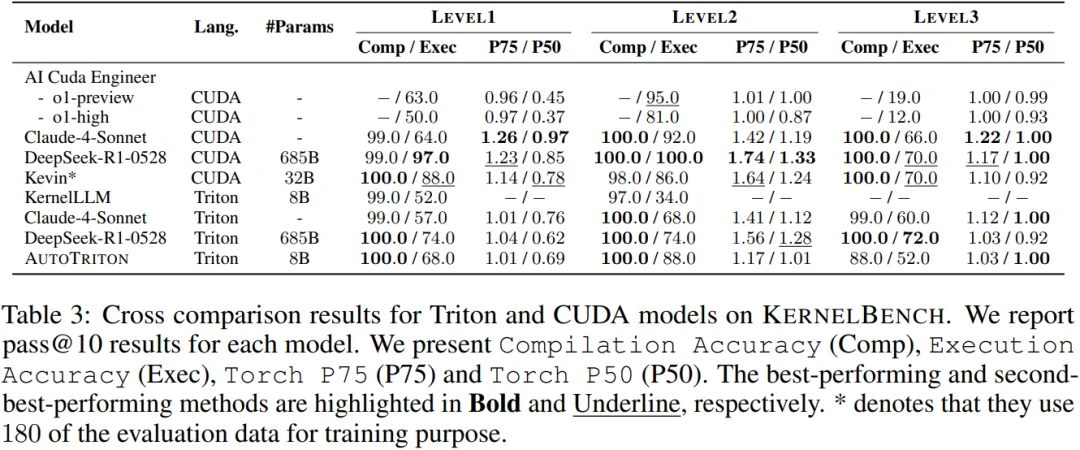 Model Lang. #Params LEVEL1 LEVEL2 LEVEL3
Comp / Exec P75 / P50 Comp / Exec P75 / P50 Comp / Exec P75 / P50
AI Cuda Engineer
- o1-preview CUDA - − / 63.0 0.96 / 0.45 − / 95.0 1.01 / 1.00 − / 19.0 1.00 / 0.99
- o1-high CUDA - − / 50.0 0.97 / 0.37 − / 81.0 1.00 / 0.87 − / 12.0 1.00 / 0.93
Claude-4-Sonnet CUDA - 99.0 / 64.0 1.26 / 0.97 100.0 / 92.0 1.42 / 1.19 100.0 / 66.0 1.22 / 1.00
DeepSeek-R1-0528 CUDA 685B 99.0 / 97.0 1.23 / 0.85 100.0 / 100.0 1.74 / 1.33 100.0 / 70.0 1.17 / 1.00
Kevin* CUDA 32B 100.0 / 88.0 1.14 / 0.78 98.0 / 86.0 1.64 / 1.24 100.0 / 70.0 1.10 / 0.92
KernelLLM Triton 8B 99.0 / 52.0 − / − 97.0 / 34.0 − / − − / − − / −
Claude-4-Sonnet Triton - 99.0 / 57.0 1.01 / 0.76 100.0 / 68.0 1.41 / 1.12 99.0 / 60.0 1.12 / 1.00
DeepSeek-R1-0528 Triton 685B 100.0 / 74.0 1.04 / 0.62 100.0 / 74.0 1.56 / 1.28 100.0 / 72.0 1.03 / 0.92
AUTOTRITON Triton 8B 100.0 / 68.0 1.01 / 0.69 100.0 / 88.0 1.17 / 1.01 88.0 / 52.0 1.03 / 1.00
Table 3: Cross comparison results for Triton and CUDA models on KERNELBENCH. We report
pass@10 results for each model. We present Compilation Accuracy (Comp), Execution
Accuracy (Exec), Torch P75 (P75) and Torch P50 (P50). The best-performing and second-
best-performing methods are highlighted in Bold and Underline, respectively. * denotes that they use
180 of the evaluation data for training purpose.